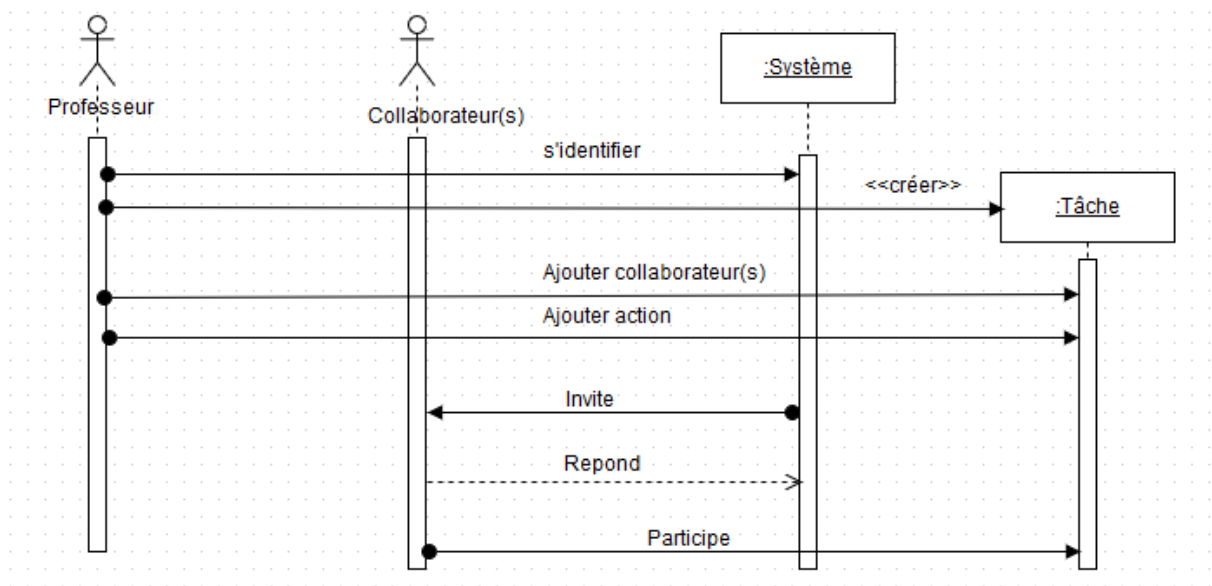 :Système
Professeur
Collaborateur(s)
s'identifier
<<créer>>
:Tâche
Ajouter collaborateur(s)
Ajouter action
Invite
Repond
Participe